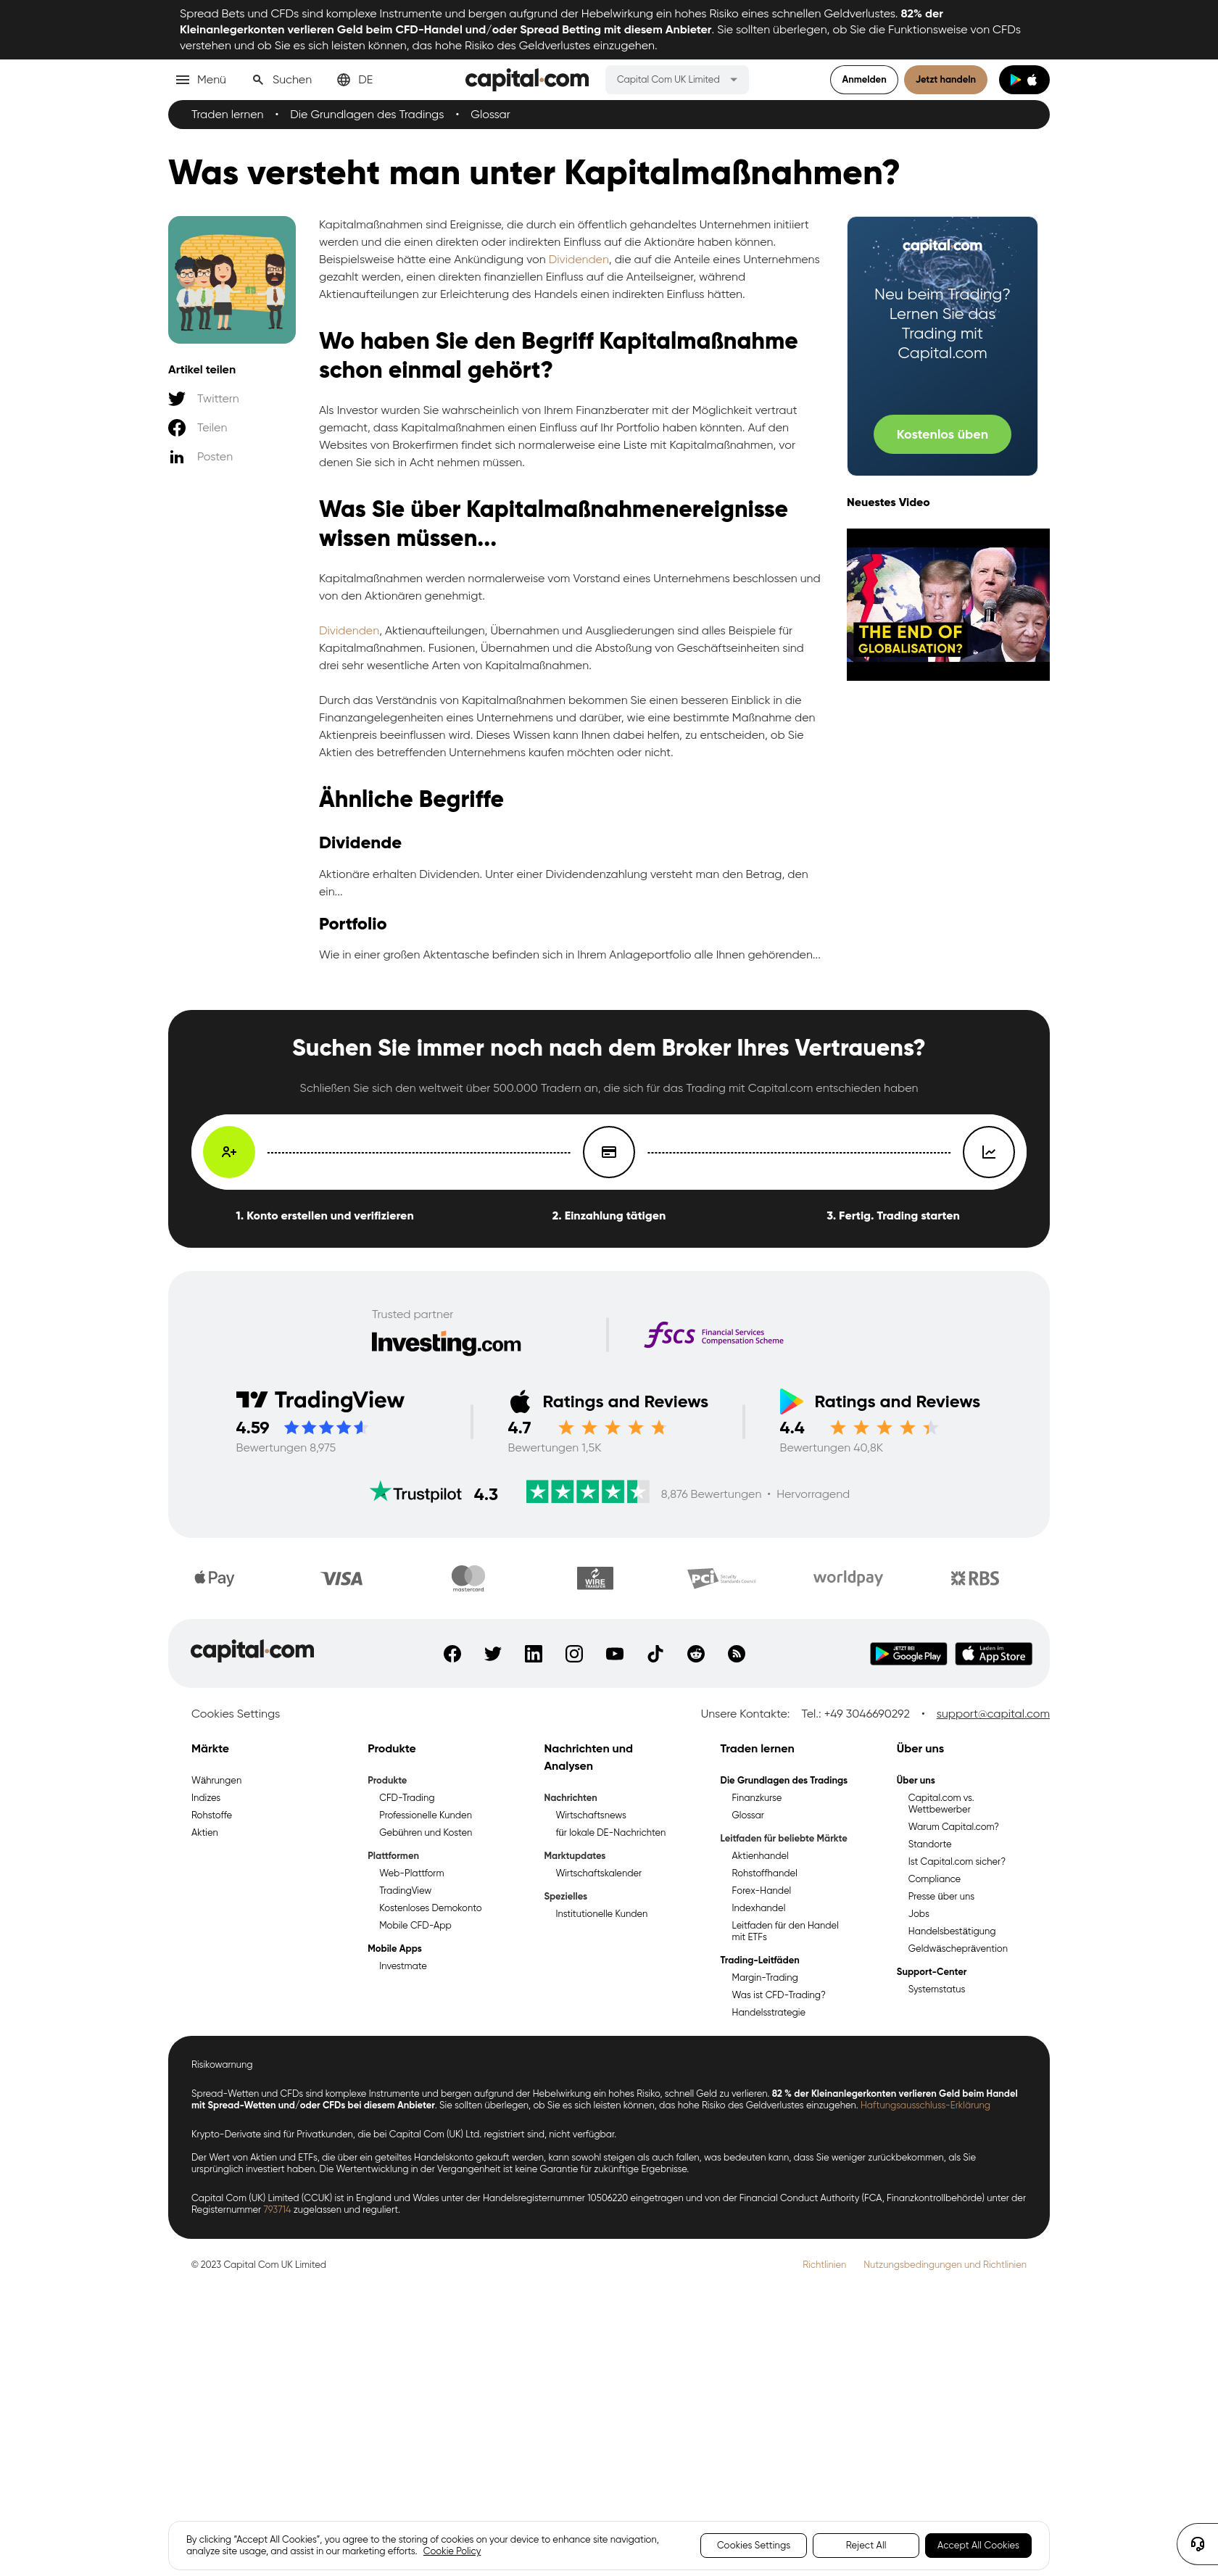 Spread Bets und CFDs sind komplexe Instrumente und bergen aufgrund der Hebelwirkung ein hohes Risiko eines schnellen Geldverlustes. 82% der
Kleinanlegerkonten verlieren Geld beim CFD-Handel und/oder Spread Betting mit diesem Anbieter. Sie sollten überlegen, ob Sie die Funktionsweise von CFDs
verstehen und ob Sie es sich leisten können, das hohe Risiko des Geldverlustes einzugehen.
Menü Suchen DE capital.com Capital Com UK Limited Anmelden Jetzt handeln
Traden lernen • Die Grundlagen des Tradings • Glossar
Was versteht man unter Kapitalmaßnahmen?
Artikel teilen
Twittern
Teilen
Posten
Kapitalmaßnahmen sind Ereignisse, die durch ein öffentlich gehandeltes Unternehmen initiiert
werden und die einen direkten oder indirekten Einfluss auf die Aktionäre haben können.
Beispielsweise hätte eine Ankündigung von Dividenden, die auf die Anteile eines Unternehmens
gezahlt werden, einen direkten finanziellen Einfluss auf die Anteilseigner, während
Aktienaufteilungen zur Erleichterung des Handels einen indirekten Einfluss hätten.
Wo haben Sie den Begriff Kapitalmaßnahme
schon einmal gehört?
Als Investor wurden Sie wahrscheinlich von Ihrem Finanzberater mit der Möglichkeit vertraut
gemacht, dass Kapitalmaßnahmen einen Einfluss auf Ihr Portfolio haben könnten. Auf den
Websites von Brokerfirmen findet sich normalerweise eine Liste mit Kapitalmaßnahmen, vor
denen Sie sich in Acht nehmen müssen.
Was Sie über Kapitalmaßnahmenereignisse
wissen müssen...
Kapitalmaßnahmen werden normalerweise vom Vorstand eines Unternehmens beschlossen und
von den Aktionären genehmigt.
Dividenden, Aktienaufteilungen, Übernahmen und Ausgliederungen sind alles Beispiele für
Kapitalmaßnahmen. Fusionen, Übernahmen und die Abstoßung von Geschäftseinheiten sind
drei sehr wesentliche Arten von Kapitalmaßnahmen.
Durch das Verständnis von Kapitalmaßnahmen bekommen Sie einen besseren Einblick in die
Finanzangelegenheiten eines Unternehmens und darüber, wie eine bestimmte Maßnahme den
Aktienpreis beeinflussen wird. Dieses Wissen kann Ihnen dabei helfen, zu entscheiden, ob Sie
Aktien des betreffenden Unternehmens kaufen möchten oder nicht.
Ähnliche Begriffe
Dividende
Aktionäre erhalten Dividenden. Unter einer Dividendenzahlung versteht man den Betrag, den
ein...
Portfolio
Wie in einer großen Aktentasche befinden sich in Ihrem Anlageportfolio alle Ihnen gehörenden...
capital.com
Neu beim Trading?
Lernen Sie das
Trading mit
Capital.com
Kostenlos üben
Neuestes Video
THE END OF
GLOBALISATION?
Suchen Sie immer noch nach dem Broker Ihres Vertrauens?
Schließen Sie sich den weltweit über 500.000 Tradern an, die sich für das Trading mit Capital.com entschieden haben
1. Konto erstellen und verifizieren 2. Einzahlung tätigen 3. Fertig. Trading starten
Trusted partner
Investing.com
fscs Financial Services
Compensation Scheme
TradingView
4.59
Bewertungen 8,975
Ratings and Reviews
4.7
Bewertungen 1,5K
Ratings and Reviews
4.4
Bewertungen 40,8K
Trustpilot 4.3 8,876 Bewertungen • Hervorragend
Pay VISA mastercard WIRE TRANSFER PCI Security Standards Council worldpay RBS
capital.com
JETZT BEI
Google Play
Laden im
App Store
Cookies Settings Unsere Kontakte: Tel.: +49 3046690292 • support@capital.com
Märkte
Währungen
Indizes
Rohstoffe
Aktien
Produkte
Produkte
CFD-Trading
Professionelle Kunden
Gebühren und Kosten
Plattformen
Web-Plattform
TradingView
Kostenloses Demokonto
Mobile CFD-App
Mobile Apps
Investmate
Nachrichten und
Analysen
Nachrichten
Wirtschaftsnews
für lokale DE-Nachrichten
Marktupdates
Wirtschaftskalender
Spezielles
Institutionelle Kunden
Traden lernen
Die Grundlagen des Tradings
Finanzkurse
Glossar
Leitfaden für beliebte Märkte
Aktienhandel
Rohstoffhandel
Forex-Handel
Indexhandel
Leitfaden für den Handel
mit ETFs
Trading-Leitfäden
Margin-Trading
Was ist CFD-Trading?
Handelsstrategie
Über uns
Über uns
Capital.com vs.
Wettbewerber
Warum Capital.com?
Standorte
Ist Capital.com sicher?
Compliance
Presse über uns
Jobs
Handelsbestätigung
Geldwäscheprävention
Support-Center
Systemstatus
Risikowarnung
Spread-Wetten und CFDs sind komplexe Instrumente und bergen aufgrund der Hebelwirkung ein hohes Risiko, schnell Geld zu verlieren. 82 % der Kleinanlegerkonten verlieren Geld beim Handel
mit Spread-Wetten und/oder CFDs bei diesem Anbieter. Sie sollten überlegen, ob Sie es sich leisten können, das hohe Risiko des Geldverlustes einzugehen. Haftungsausschluss-Erklärung
Krypto-Derivate sind für Privatkunden, die bei Capital Com (UK) Ltd. registriert sind, nicht verfügbar.
Der Wert von Aktien und ETFs, die über ein geteiltes Handelskonto gekauft werden, kann sowohl steigen als auch fallen, was bedeuten kann, dass Sie weniger zurückbekommen, als Sie
ursprünglich investiert haben. Die Wertentwicklung in der Vergangenheit ist keine Garantie für zukünftige Ergebnisse.
Capital Com (UK) Limited (CCUK) ist in England und Wales unter der Handelsregisternummer 10506220 eingetragen und von der Financial Conduct Authority (FCA, Finanzkontrollbehörde) unter der
Registernummer 793714 zugelassen und reguliert.
© 2023 Capital Com UK Limited Richtlinien Nutzungsbedingungen und Richtlinien
By clicking “Accept All Cookies”, you agree to the storing of cookies on your device to enhance site navigation,
analyze site usage, and assist in our marketing efforts. Cookie Policy
Cookies Settings Reject All Accept All Cookies